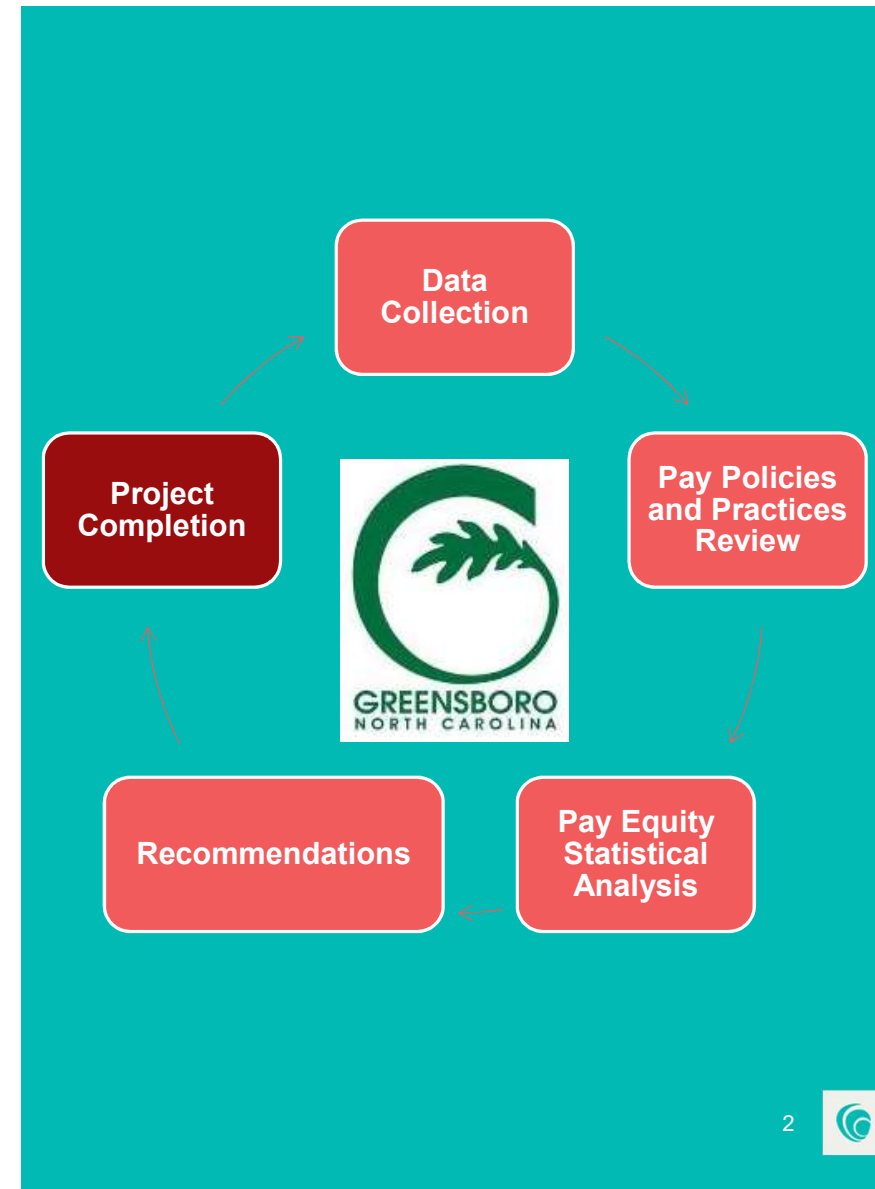 Data
Collection
Pay Policies
and Practices
Review
Pay Equity
Statistical
Analysis
Recommendations
Project
Completion
GREENSBORO
NORTH CAROLINA
2